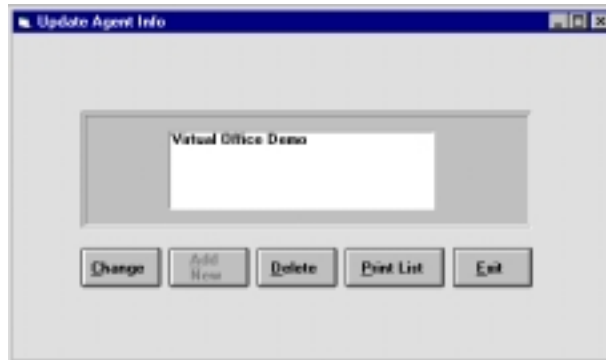 Update Agent Info
Virtual Office Demo
Change
Add
New
Delete
Print List
Exit